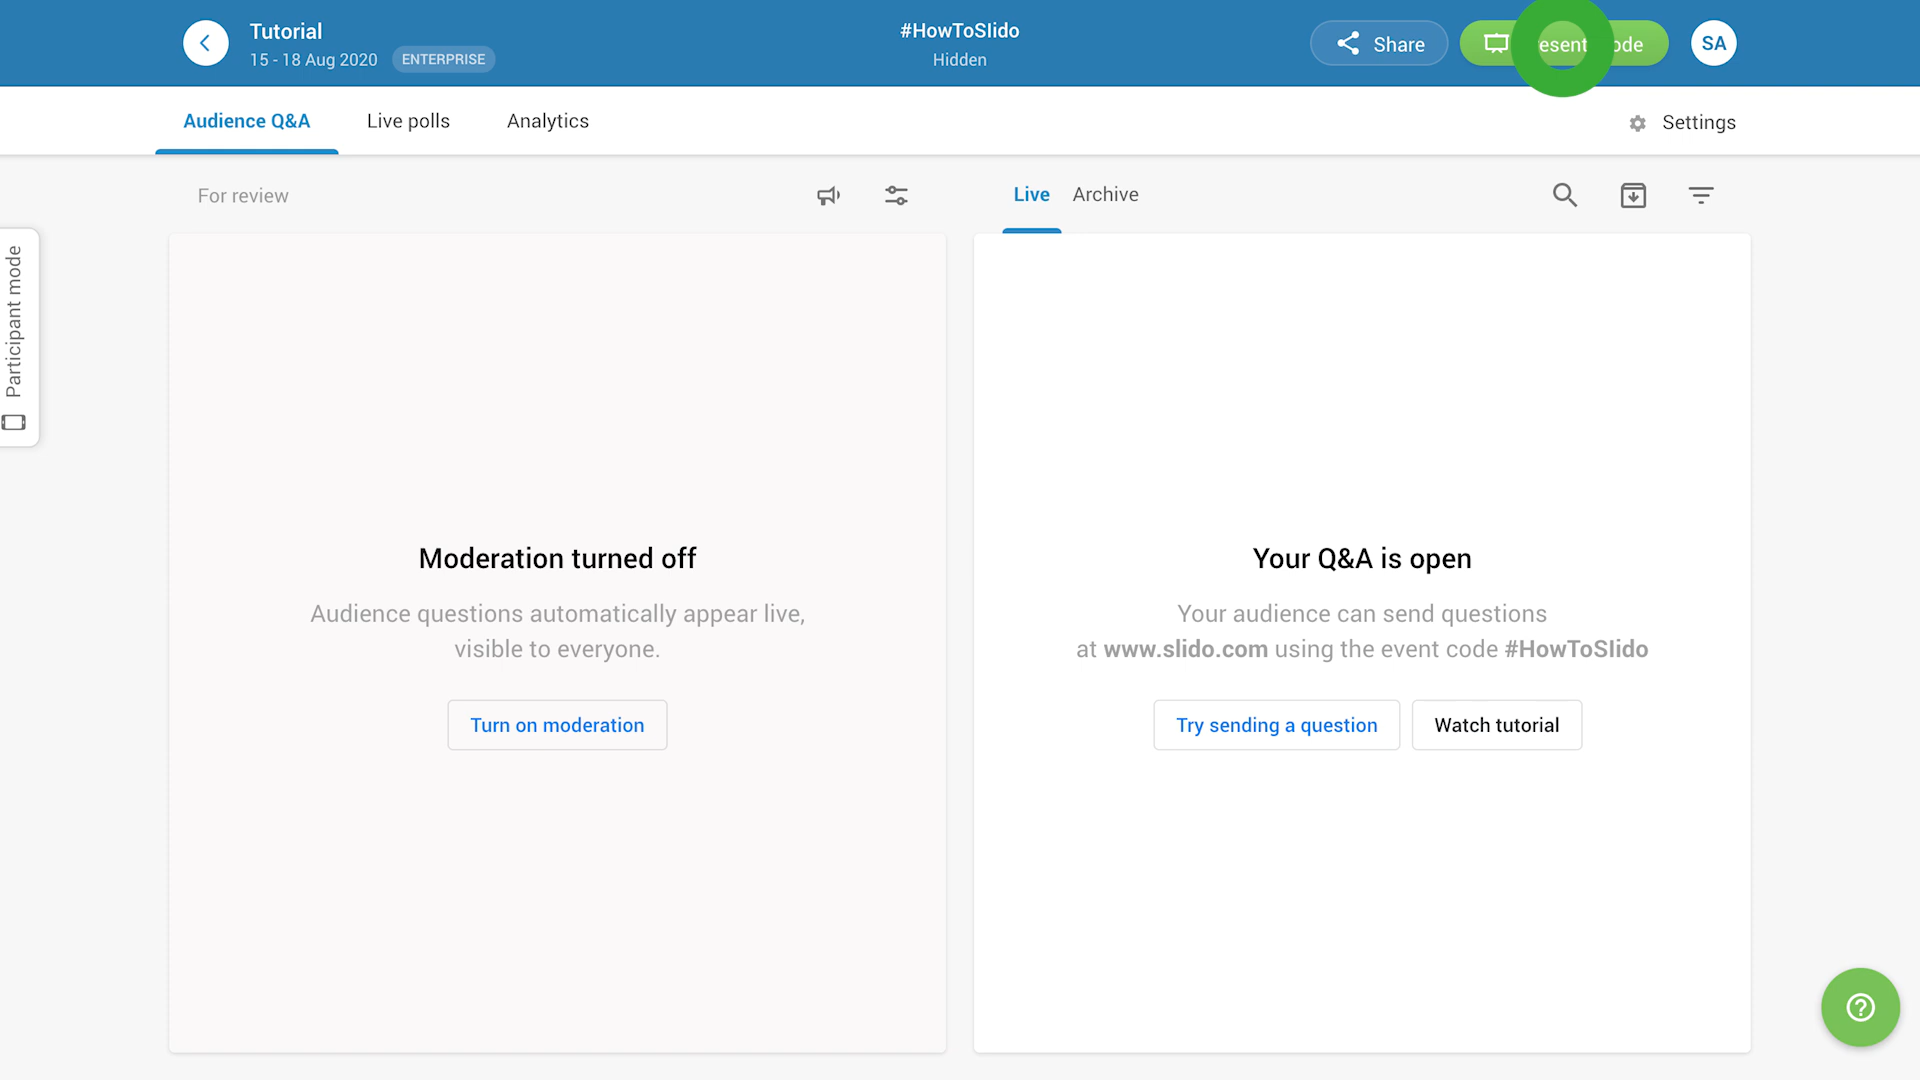 Tutorial
15 - 18 Aug 2020 ENTERPRISE
#HowToSlido
Hidden
Share
esent ode
SA
Audience Q&A
Live polls
Analytics
Settings
Participant mode
For review
Live
Archive
Moderation turned off
Audience questions automatically appear live,
visible to everyone.
Turn on moderation
Your Q&A is open
Your audience can send questions
at www.slido.com using the event code #HowToSlido
Try sending a question
Watch tutorial